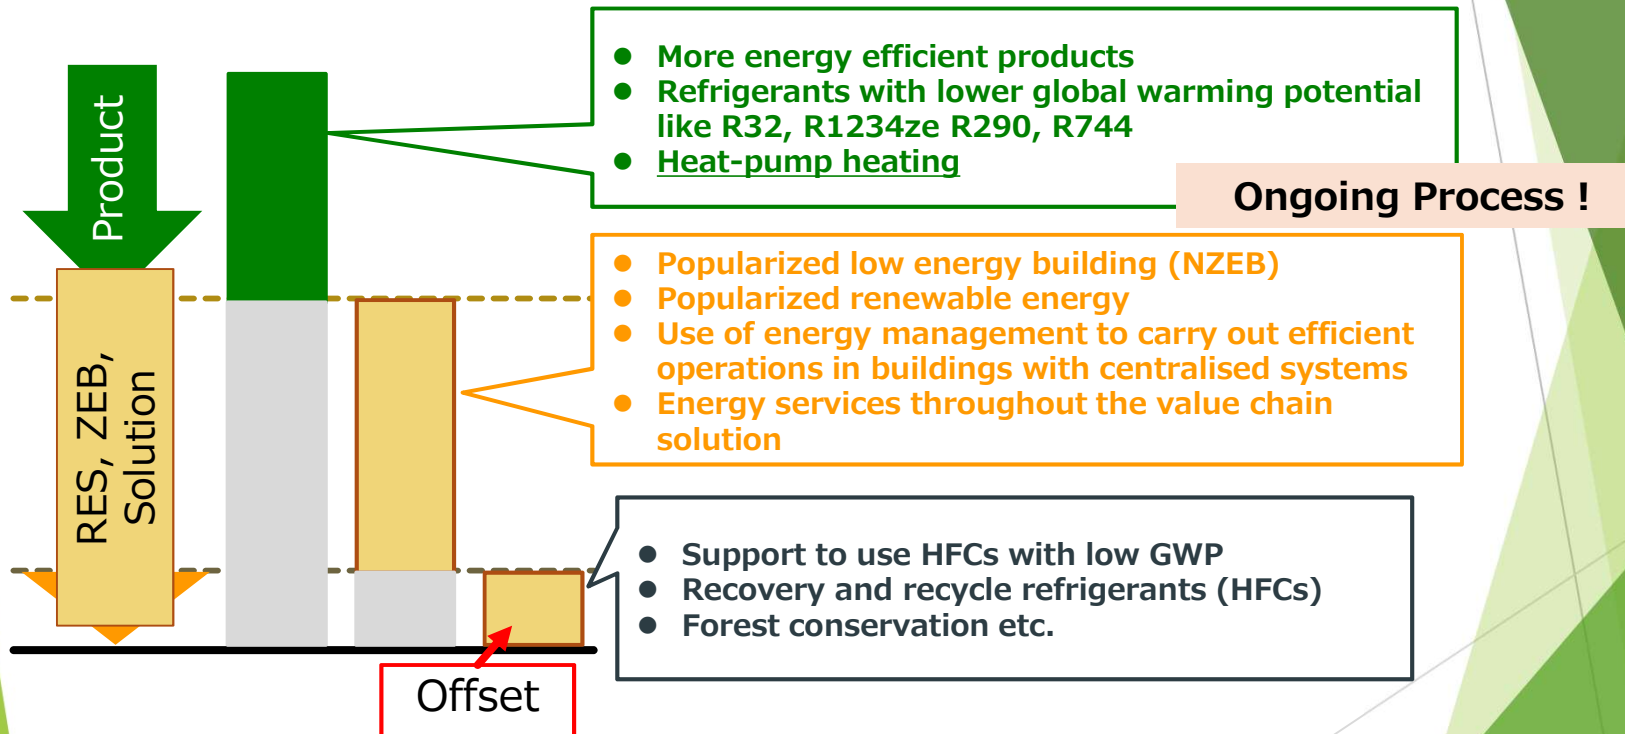 Product
RES, ZEB,
Solution
● More energy efficient products
● Refrigerants with lower global warming potential
like R32, R1234ze R290, R744
● Heat-pump heating
Ongoing Process !
● Popularized low energy building (NZEB)
● Popularized renewable energy
● Use of energy management to carry out efficient
operations in buildings with centralised systems
● Energy services throughout the value chain
solution
● Support to use HFCs with low GWP
● Recovery and recycle refrigerants (HFCs)
● Forest conservation etc.
Offset